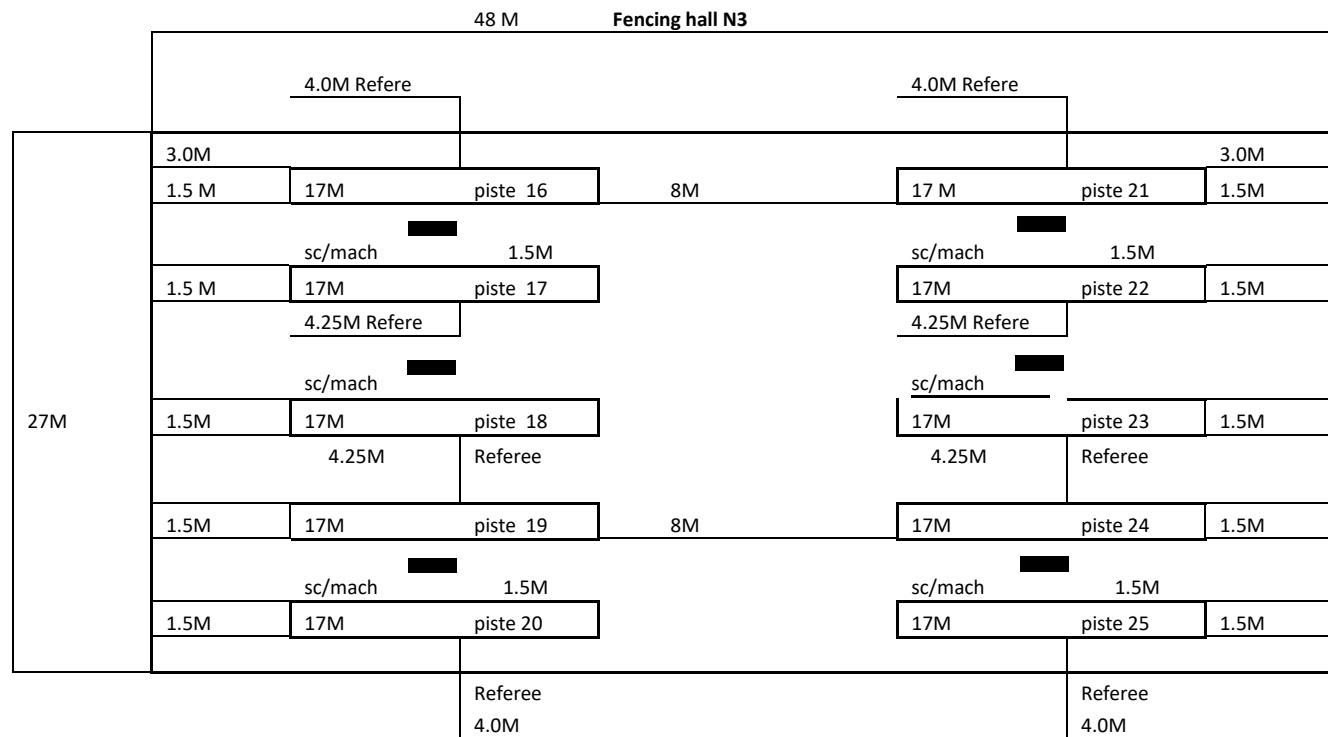 48 M Fencing hall N3
4.0M Refere 4.0M Refere
3.0M 3.0M
1.5 M 17M piste 16 8M 17 M piste 21 1.5M
sc/mach 1.5M sc/mach 1.5M
1.5 M 17M piste 17 17M piste 22 1.5M
4.25M Refere 4.25M Refere
sc/mach sc/mach
27M 1.5M 17M piste 18 17M piste 23 1.5M
4.25M Referee 4.25M Referee
1.5M 17M piste 19 8M 17M piste 24 1.5M
sc/mach 1.5M sc/mach 1.5M
1.5M 17M piste 20 17M piste 25 1.5M
Referee Referee
4.0M 4.0M